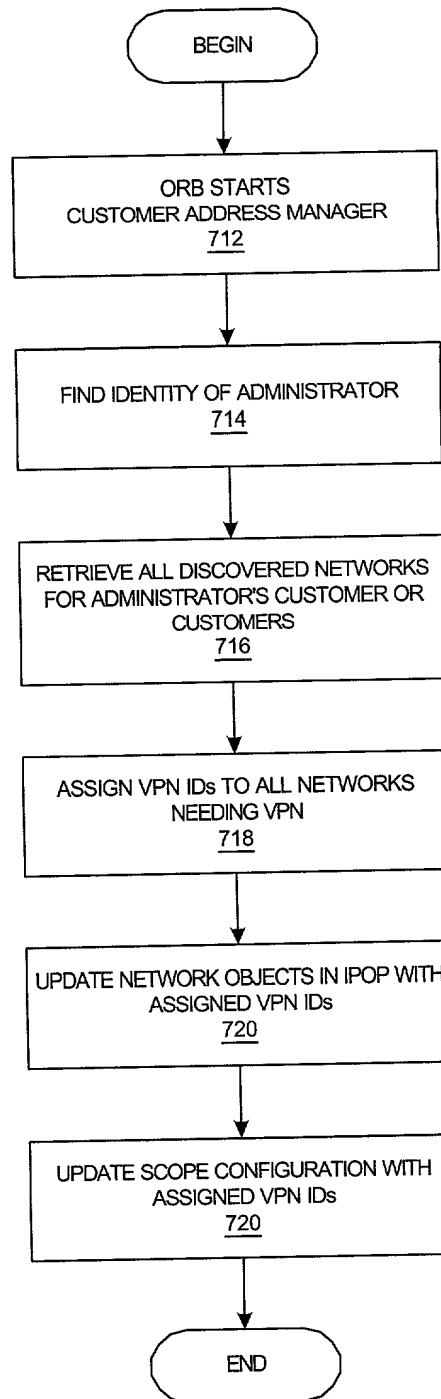 BEGIN
ORB STARTS
CUSTOMER ADDRESS MANAGER
712
FIND IDENTITY OF ADMINISTRATOR
714
RETRIEVE ALL DISCOVERED NETWORKS
FOR ADMINISTRATOR'S CUSTOMER OR
CUSTOMERS
716
ASSIGN VPN IDs TO ALL NETWORKS
NEEDING VPN
718
UPDATE NETWORK OBJECTS IN IPOP WITH
ASSIGNED VPN IDs
720
UPDATE SCOPE CONFIGURATION WITH
ASSIGNED VPN IDs
720
END